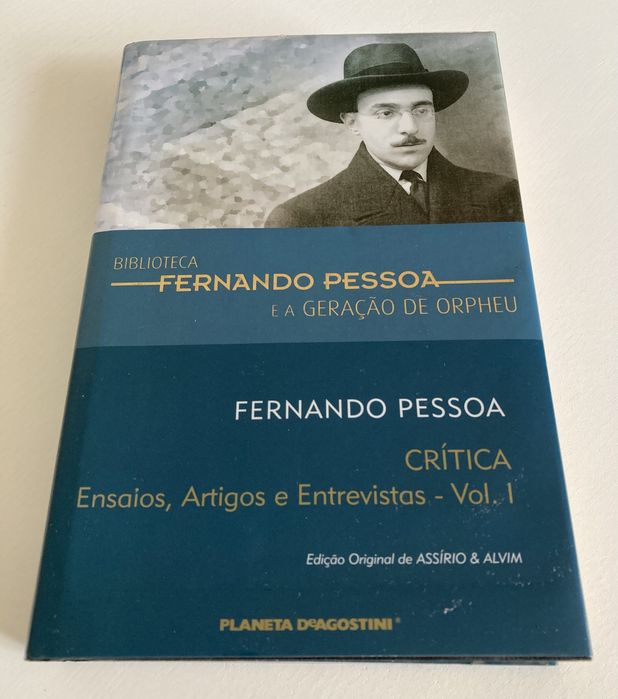 BIBLIOTECA
FERNANDO PESSOA
E A GERAÇÃO DE ORPHEU
FERNANDO PESSOA
CRÍTICA
Ensaios, Artigos e Entrevistas - Vol. I
Edição Original de ASSÍRIO & ALVIM
PLANETA DeAGOSTINI®